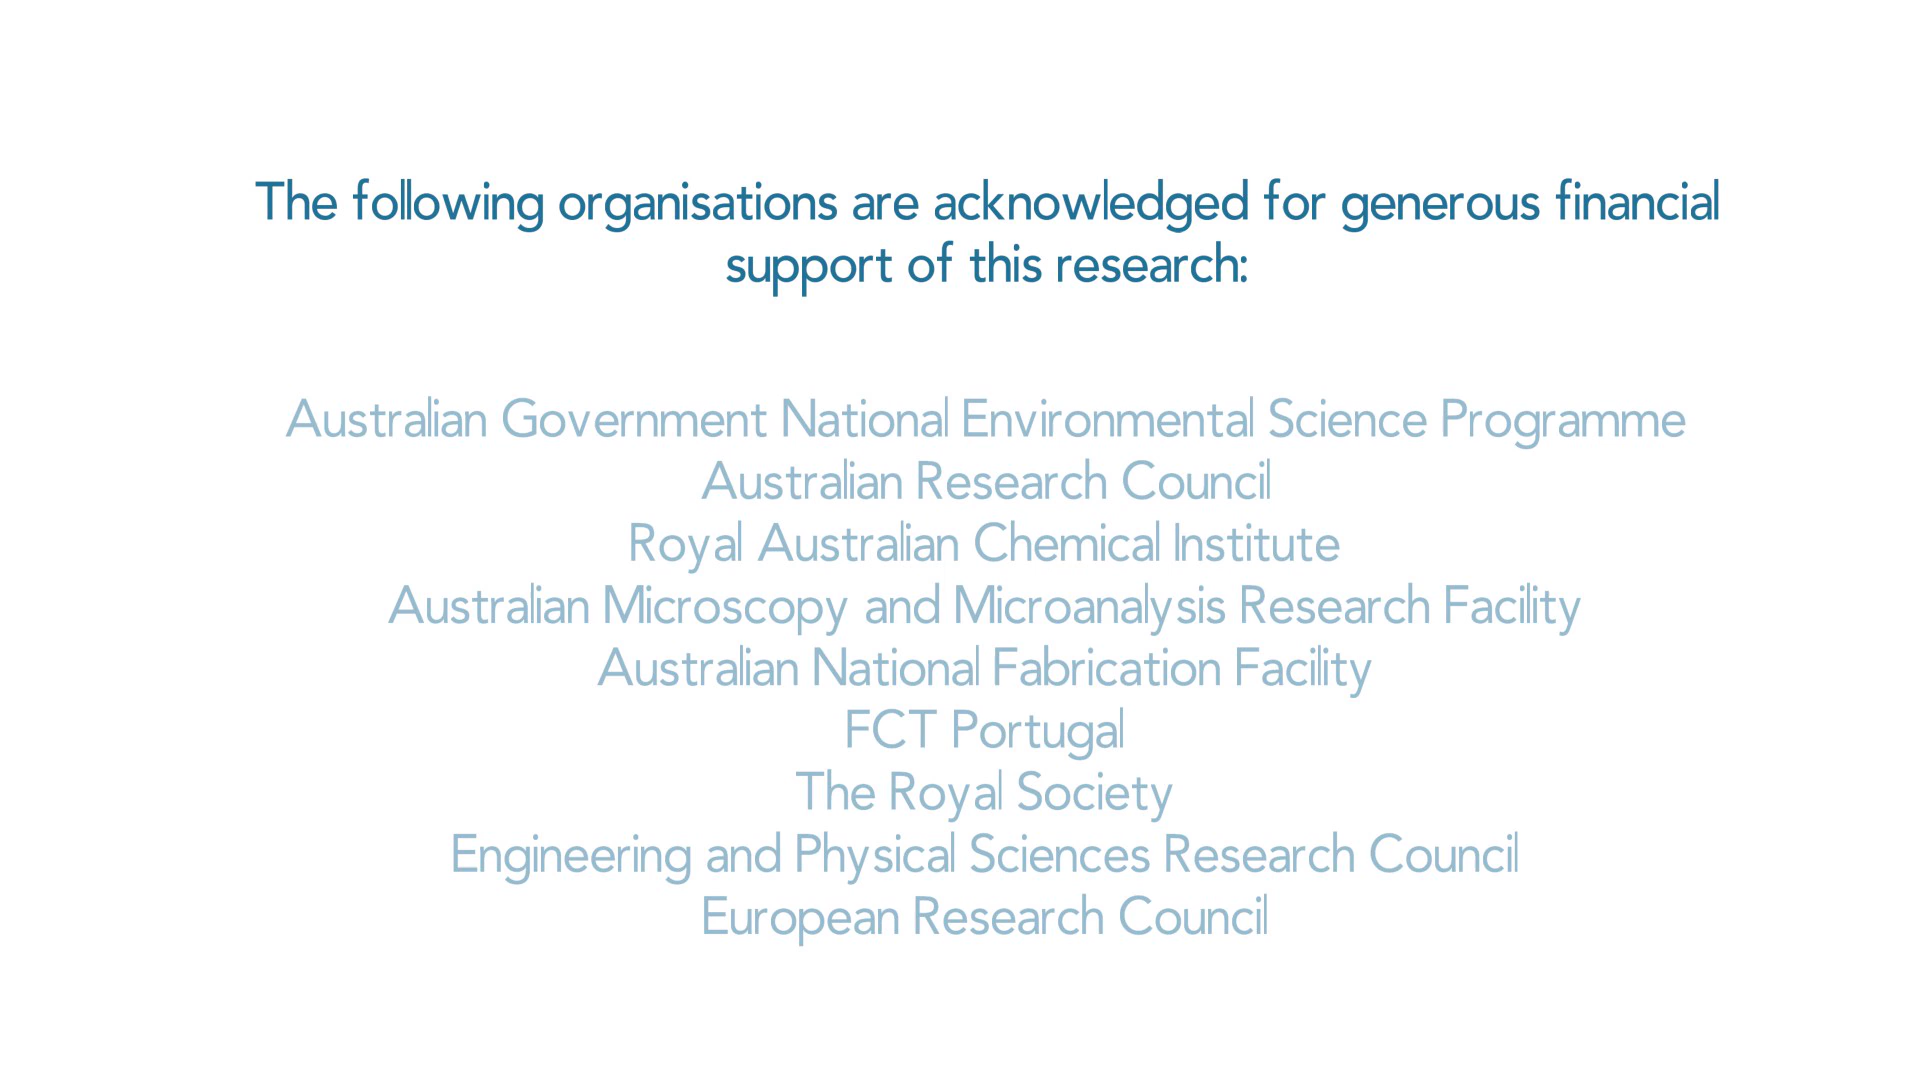 The following organisations are acknowledged for generous financial
support of this research:
Australian Government National Environmental Science Programme
Australian Research Council
Royal Australian Chemical Institute
Australian Microscopy and Microanalysis Research Facility
Australian National Fabrication Facility
FCT Portugal
The Royal Society
Engineering and Physical Sciences Research Council
European Research Council